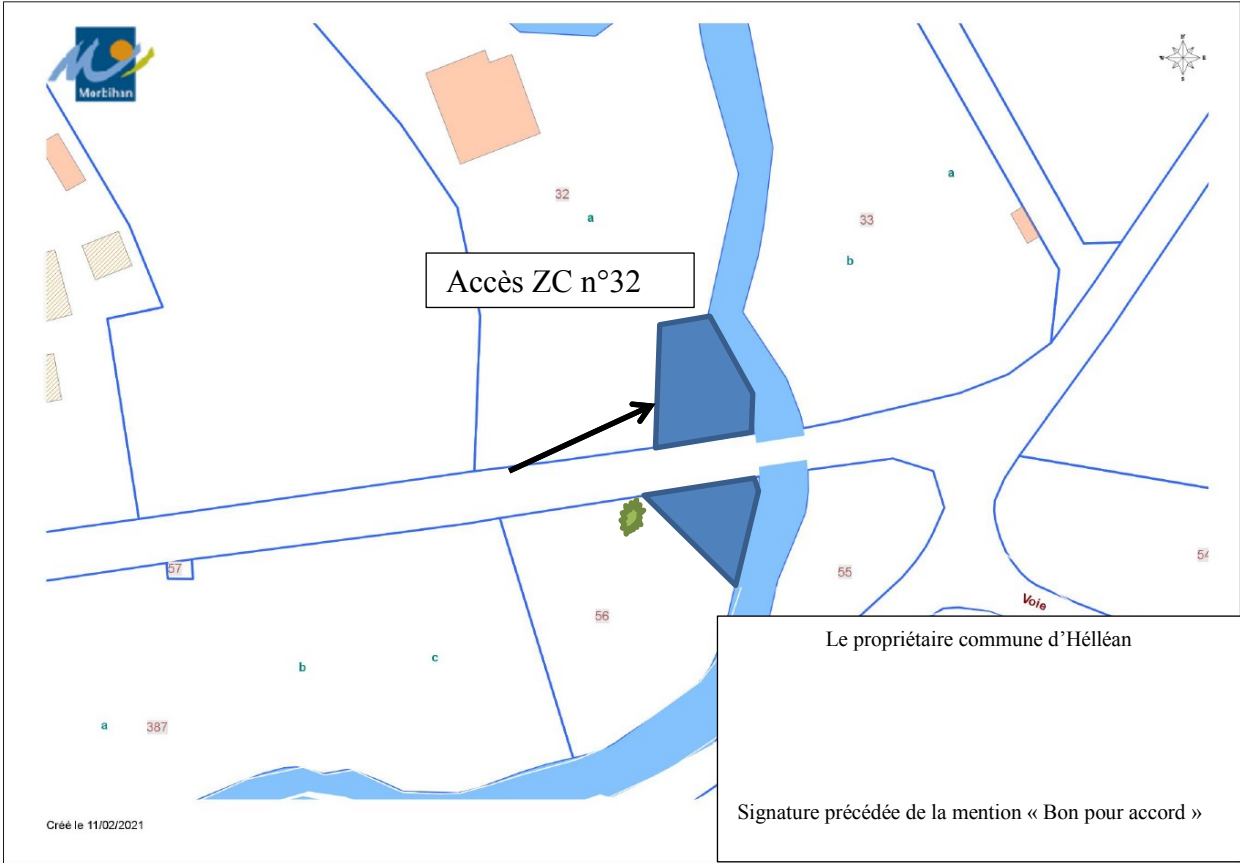 Morbihan
N
W E
S
32
a
a
33
b
Accès ZC n°32
57
56
55
54
Voie
b
c
a
387
Le propriétaire commune d’Hélléan
Signature précédée de la mention « Bon pour accord »
Créé le 11/02/2021